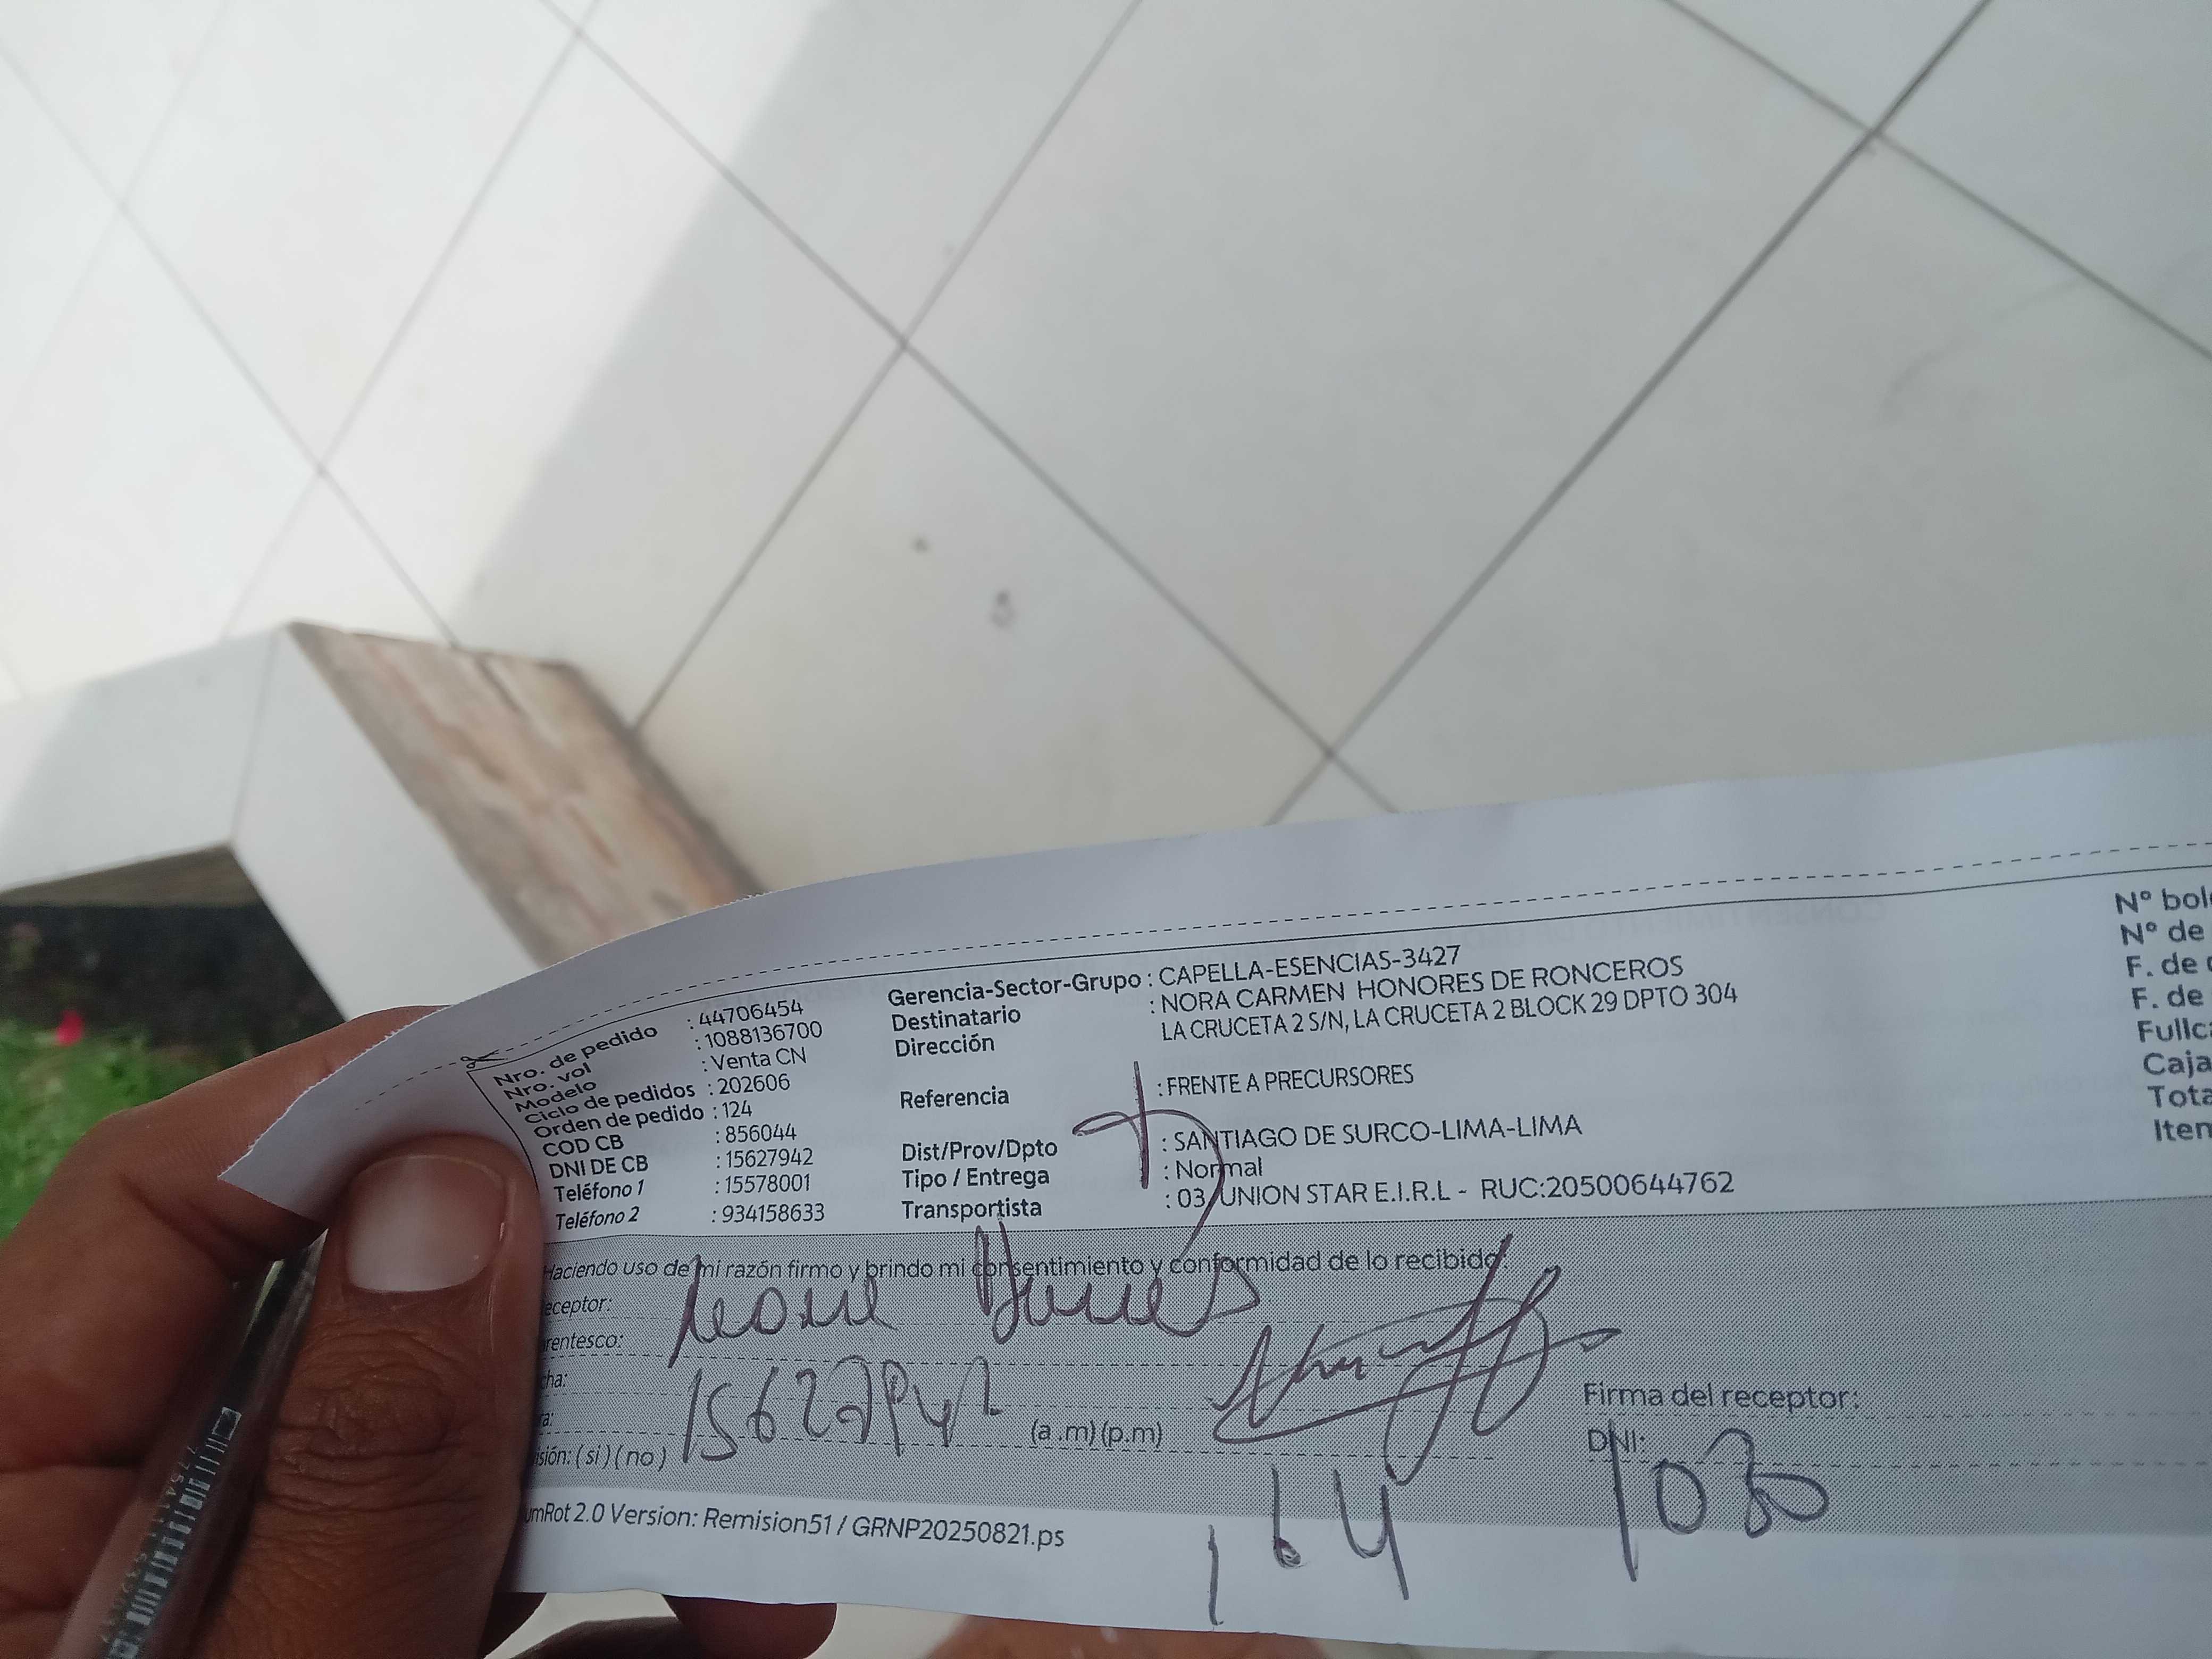 Nro. de pedido : 44706454
Nro. vol : 1088136700
Modelo : Venta CN
Ciclo de pedidos : 202606
Orden de pedido : 124
COD CB : 856044
DNI DE CB : 15627942
Teléfono 1 : 15578001
Teléfono 2 : 934158633
Gerencia-Sector-Grupo : CAPELLA-ESENCIAS-3427
Destinatario : NORA CARMEN HONORES DE RONCEROS
Dirección LA CRUCETA 2 S/N, LA CRUCETA 2 BLOCK 29 DPTO 304
Referencia : FRENTE A PRECURSORES
Dist/Prov/Dpto : SANTIAGO DE SURCO-LIMA-LIMA
Tipo / Entrega : Normal
Transportista : 03 UNION STAR E.I.R.L - RUC:20500644762
Nº bol
Nº de
F. de
F. de
Fullc
Caja
Tota
Iten
Haciendo uso de mi razón firmo y brindo mi consentimiento y conformidad de lo recibido.
eceptor:
rentesco:
cha:
a: 15627942 (a .m) (p.m)
isión: ( si ) ( no )
Firma del receptor:
DNI:
1030
164
umRot 2.0 Version: Remision51 / GRNP20250821.ps